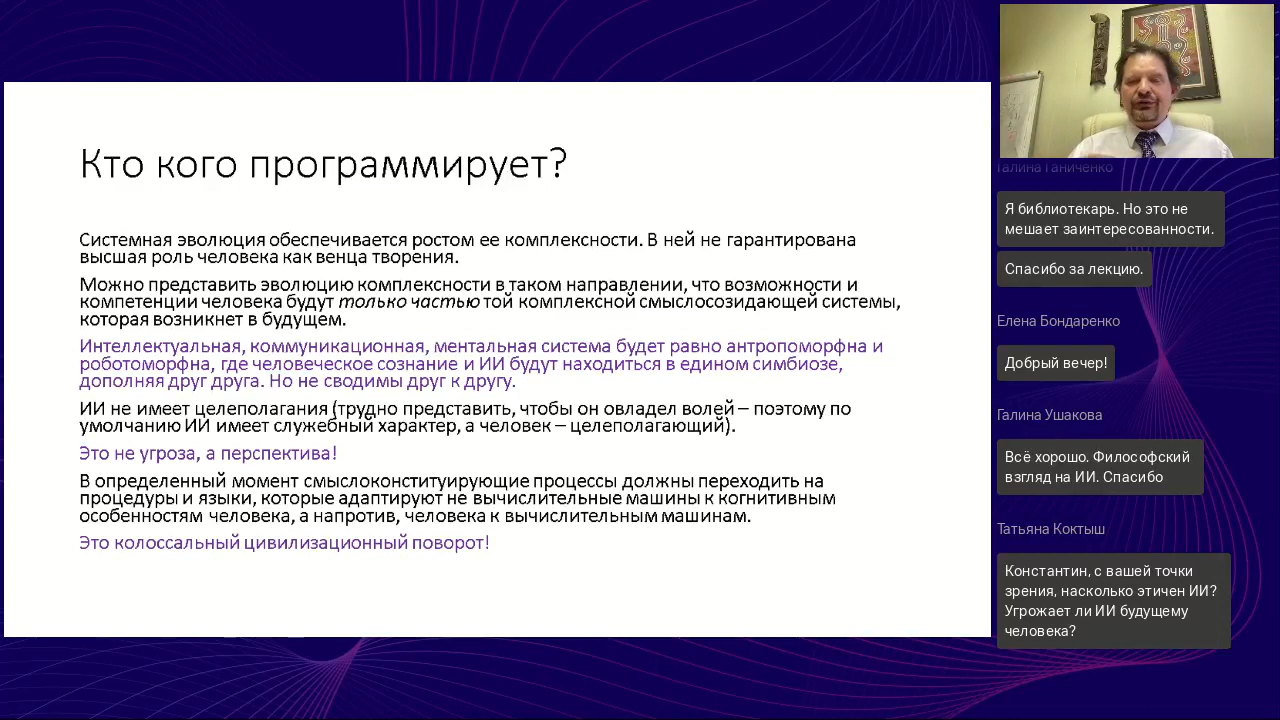 Кто кого программирует?
Системная эволюция обеспечивается ростом ее комплексности. В ней не гарантирована
высшая роль человека как венца творения.
Можно представить эволюцию комплексности в таком направлении, что возможности и
компетенции человека будут только частью той комплексной смыслосозидающей системы,
которая возникнет в будущем.
Интеллектуальная, коммуникационная, ментальная система будет равно антропоморфна и
роботоморфна, где человеческое сознание и ИИ будут находиться в едином симбиозе,
дополняя друг друга. Но не сводимы друг к другу.
ИИ не имеет целеполагания (трудно представить, чтобы он овладел волей – поэтому по
умолчанию ИИ имеет служебный характер, а человек – целеполагающий).
Это не угроза, а перспектива!
В определенный момент смыслоконституирующие процессы должны переходить на
процедуры и языки, которые адаптируют не вычислительные машины к когнитивным
особенностям человека, а напротив, человека к вычислительным машинам.
Это колоссальный цивилизационный поворот!
Галина Ганиченко
Я библиотекарь. Но это не
мешает заинтересованности.
Спасибо за лекцию.
Елена Бондаренко
Добрый вечер!
Галина Ушакова
Всё хорошо. Философский
взгляд на ИИ. Спасибо
Татьяна Коктыш
Константин, с вашей точки
зрения, насколько этичен ИИ?
Угрожает ли ИИ будущему
человека?